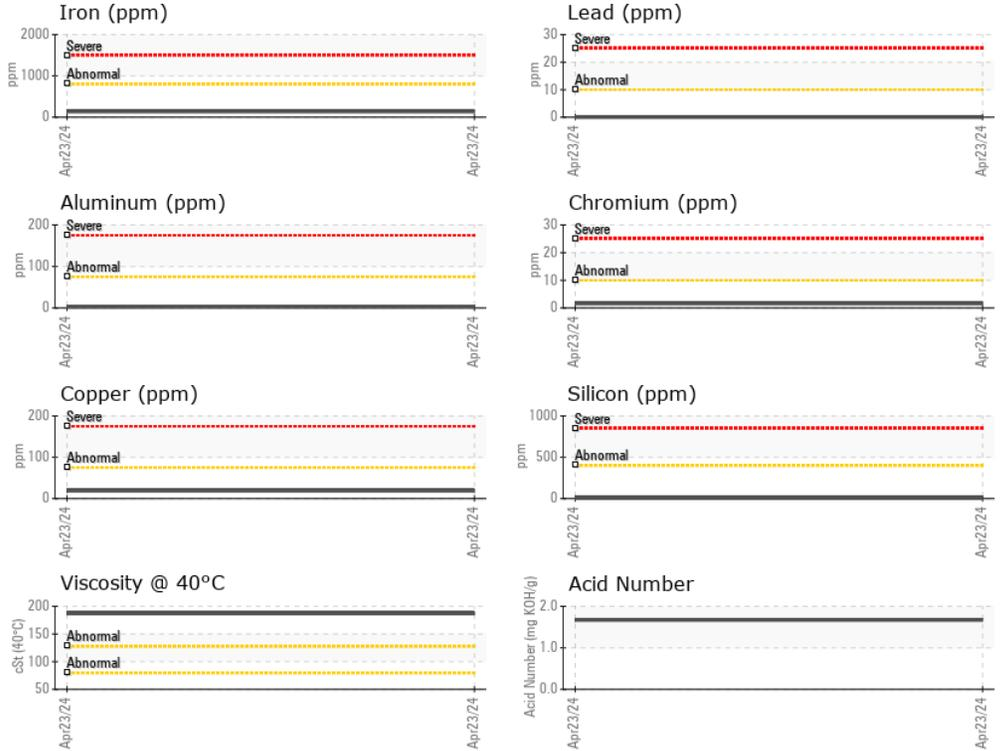 Iron (ppm)
2000
1000
0
ppm
Severe
Abnormal
Apr23/24
Apr23/24
Lead (ppm)
30
20
10
0
ppm
Severe
Abnormal
Apr23/24
Apr23/24
Aluminum (ppm)
200
100
0
ppm
Severe
Abnormal
Apr23/24
Apr23/24
Chromium (ppm)
30
20
10
0
ppm
Severe
Abnormal
Apr23/24
Apr23/24
Copper (ppm)
200
100
0
ppm
Severe
Abnormal
Apr23/24
Apr23/24
Silicon (ppm)
1000
500
0
ppm
Severe
Abnormal
Apr23/24
Apr23/24
Viscosity @ 40°C
200
150
100
50
cSt (40°C)
Abnormal
Abnormal
Apr23/24
Apr23/24
Acid Number
2.0
1.0
0.0
Acid Number (mg KOH/g)
Apr23/24
Apr23/24